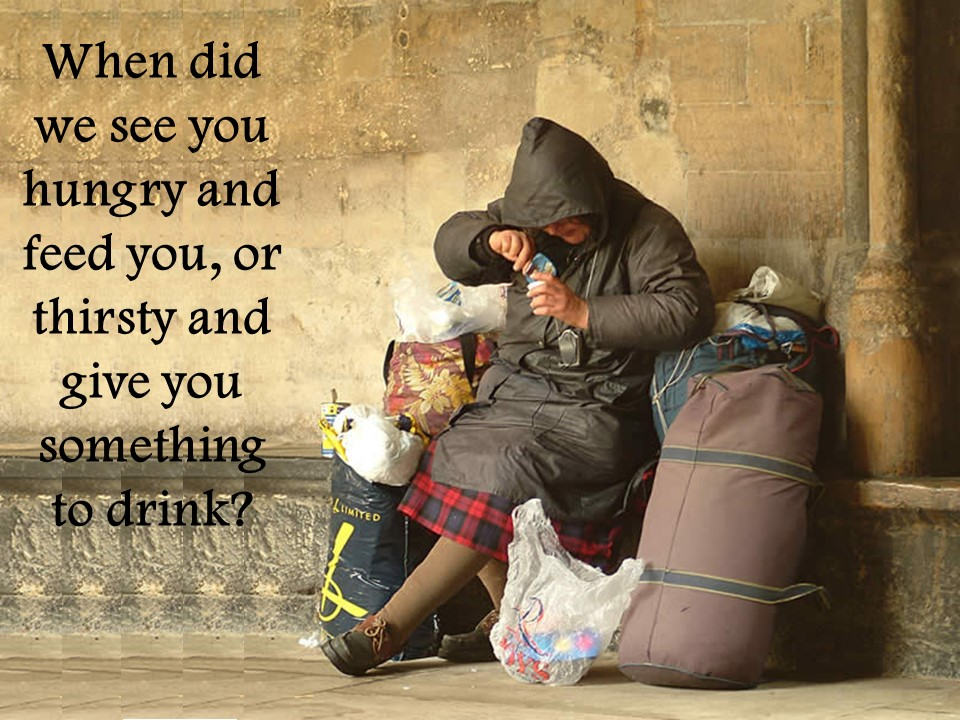 When did
we see you
hungry and
feed you, or
thirsty and
give you
something
to drink?
LIMITED